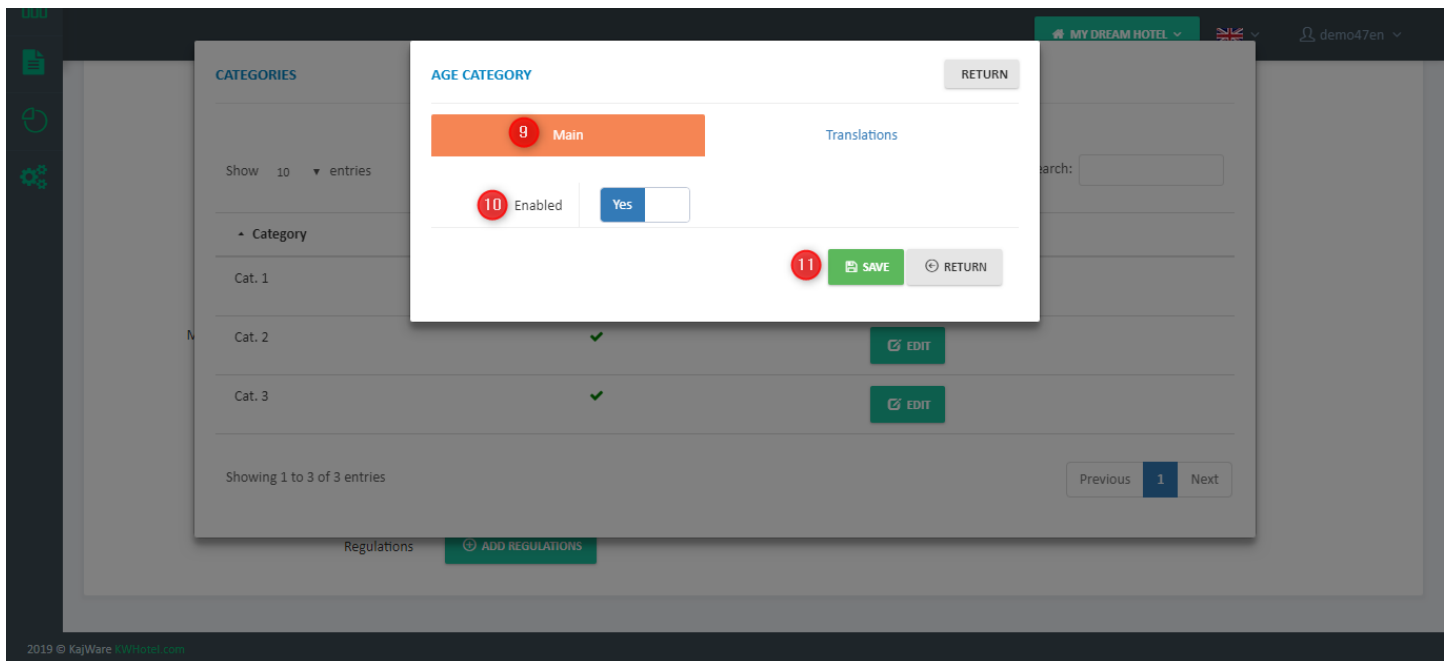 MY DREAM HOTEL
demo47en
CATEGORIES
AGE CATEGORY
RETURN
9 Main
Translations
Show 10 entries
earch:
10 Enabled
Yes
Category
11 SAVE
RETURN
Cat. 1
Cat. 2
EDIT
Cat. 3
EDIT
Showing 1 to 3 of 3 entries
Previous 1 Next
Regulations
ADD REGULATIONS
2019 © KajWare KWHotel.com